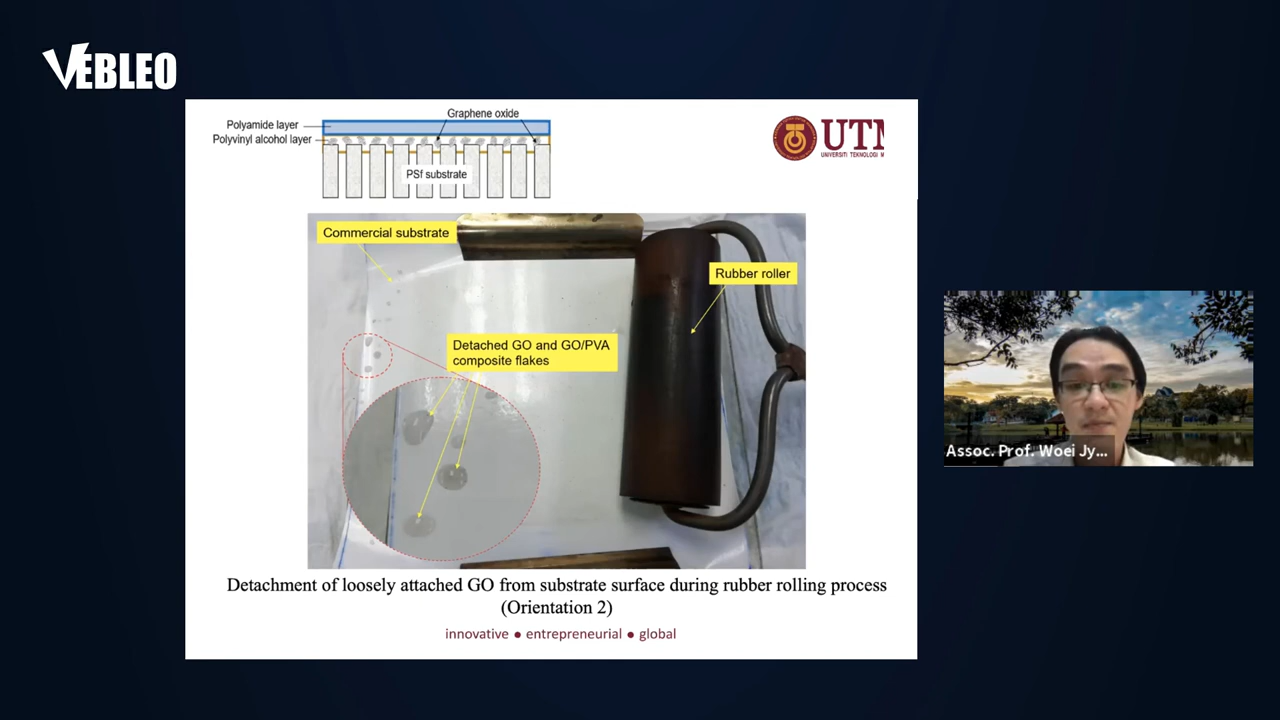 VEBLEO
Graphene oxide
Polyamide layer
Polyvinyl alcohol layer
PSf substrate
UTM
UNIVERSITI TEKNOLOGI M
Commercial substrate
Rubber roller
Detached GO and GO/PVA
composite flakes
Detachment of loosely attached GO from substrate surface during rubber rolling process
(Orientation 2)
innovative ● entrepreneurial ● global
Assoc. Prof. Woei Jy...